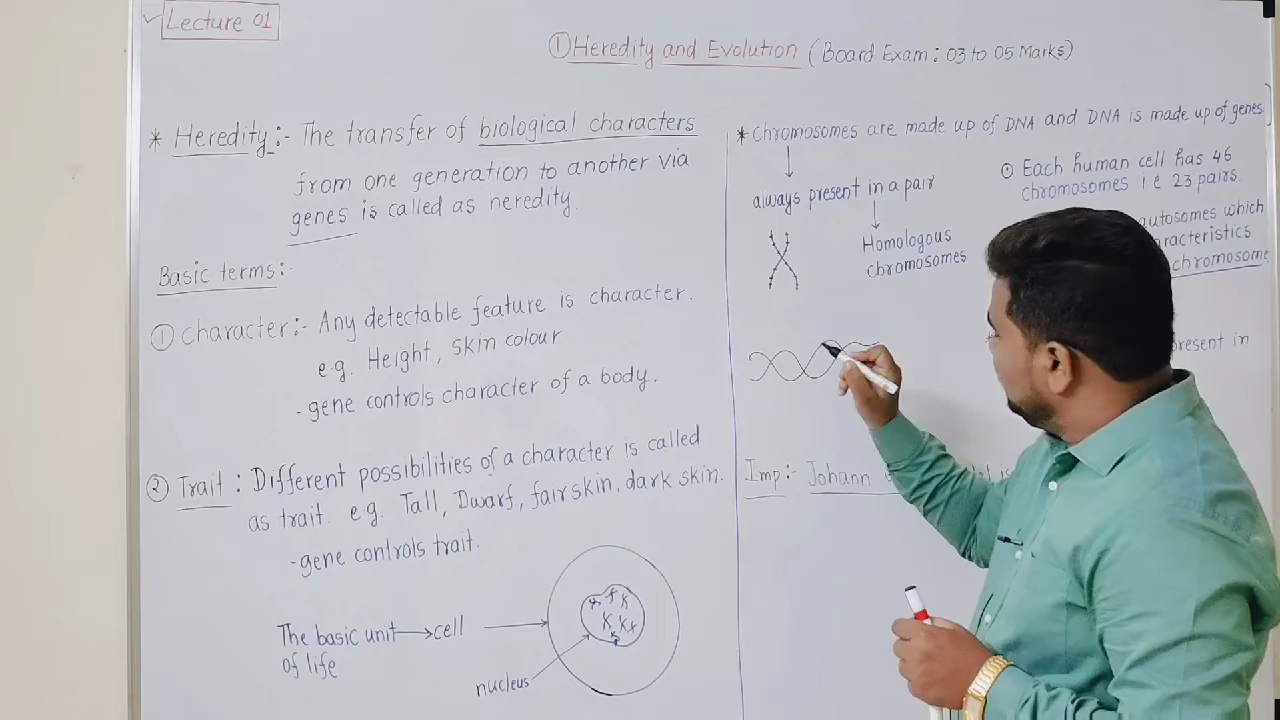 Lecture 01
① Heredity and Evolution (Board Exam: 03 to 05 Marks)
* Heredity:- The transfer of biological characters
from one generation to another via
genes is called as heredity.
Basic terms:-
① Character:- Any detectable feature is character.
e.g. Height, skin colour
- gene controls character of a body.
② Trait: Different possibilities of a character is called
as trait. e.g. Tall, Dwarf, fair skin, dark skin.
- gene controls trait.
The basic unit → cell
of life
nucleus
* Chromosomes are made up of DNA and DNA is made up of genes.
always present in a pair
Homologous
chromosomes
⊙ Each human cell has 46
chromosomes i.e 23 pairs.
autosomes which
chromosome
present in
Imp:- Johann